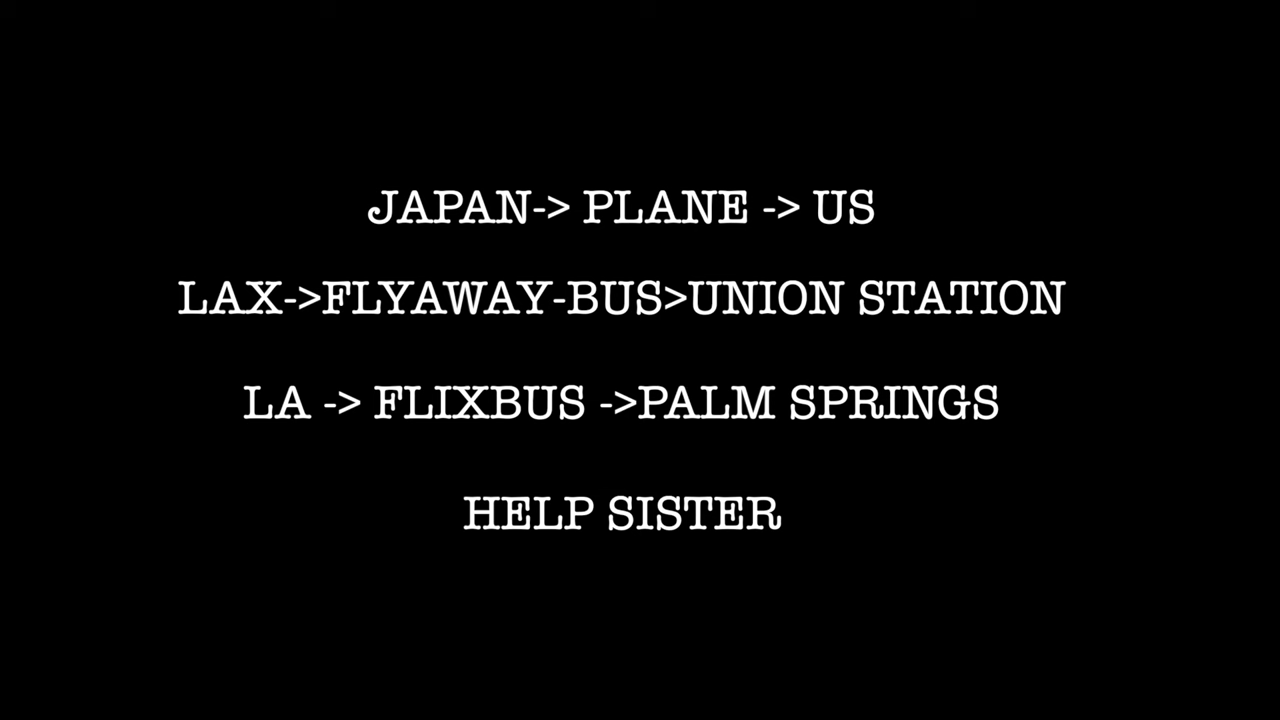 JAPAN-> PLANE -> US
LAX->FLYAWAY-BUS>UNION STATION
LA -> FLIXBUS ->PALM SPRINGS
HELP SISTER